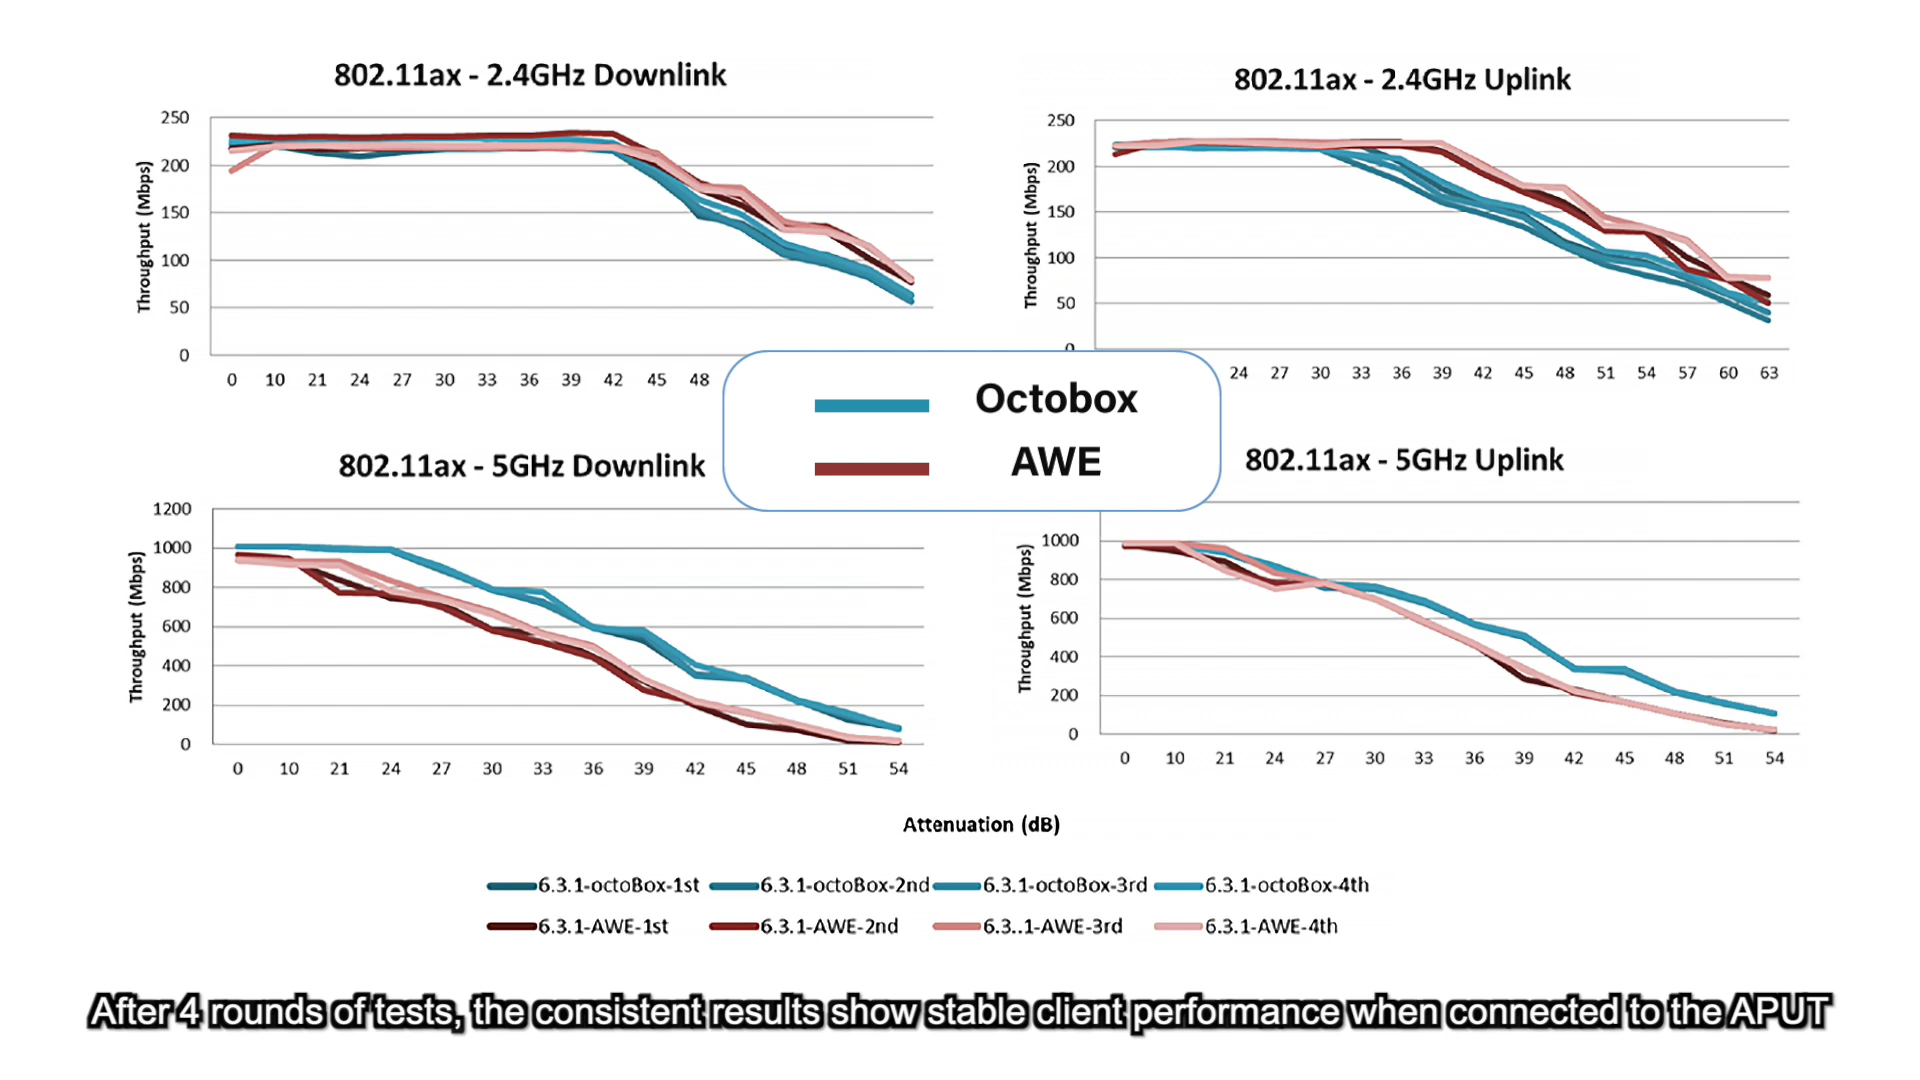 802.11ax - 2.4GHz Downlink
Throughput (Mbps)
250
200
150
100
50
0
0 10 21 24 27 30 33 36 39 42 45 48
802.11ax - 2.4GHz Uplink
Throughput (Mbps)
250
200
150
100
50
0
24 27 30 33 36 39 42 45 48 51 54 57 60 63
Octobox
AWE
802.11ax - 5GHz Downlink
Throughput (Mbps)
1200
1000
800
600
400
200
0
0 10 21 24 27 30 33 36 39 42 45 48 51 54
802.11ax - 5GHz Uplink
Throughput (Mbps)
1000
800
600
400
200
0
0 10 21 24 27 30 33 36 39 42 45 48 51 54
Attenuation (dB)
6.3.1-octoBox-1st 6.3.1-octoBox-2nd 6.3.1-octoBox-3rd 6.3.1-octoBox-4th
6.3.1-AWE-1st 6.3.1-AWE-2nd 6.3..1-AWE-3rd 6.3.1-AWE-4th
After 4 rounds of tests, the consistent results show stable client performance when connected to the APUT